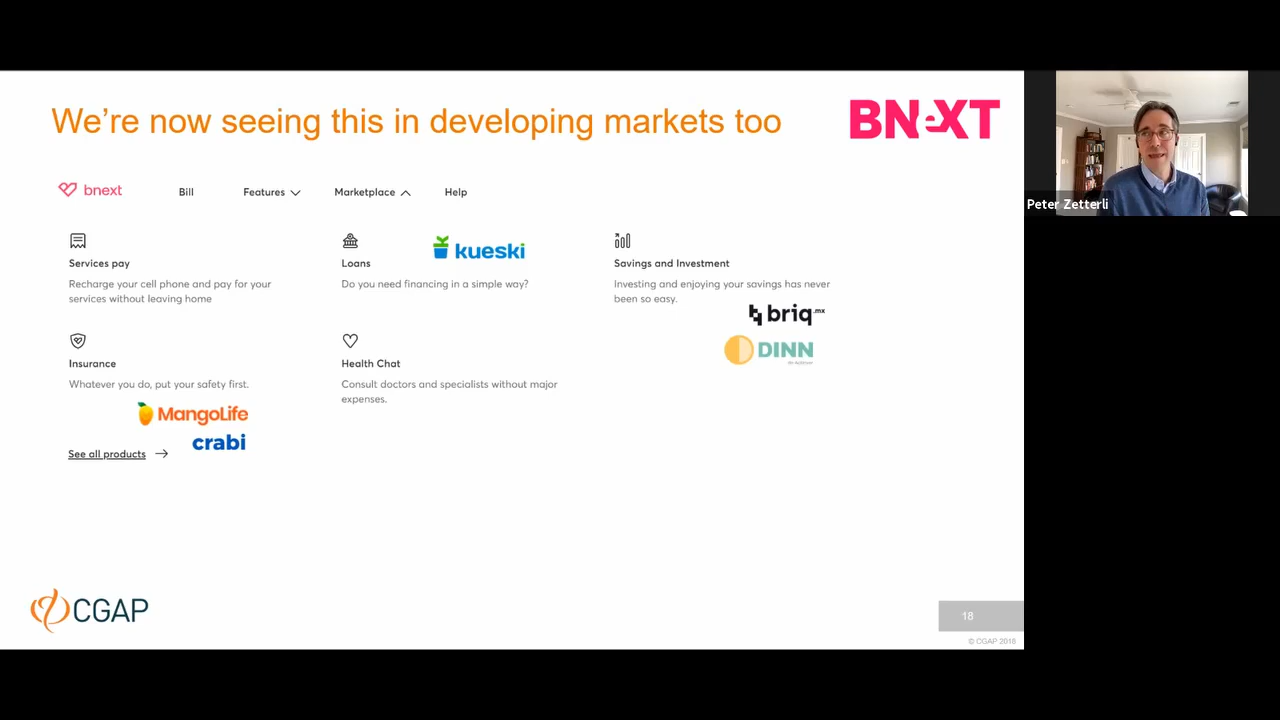 We're now seeing this in developing markets too
BNeXT
Peter Zetterli
bnext
Bill
Features
Marketplace
Help
Services pay
Recharge your cell phone and pay for your
services without leaving home
Loans
kueski
Do you need financing in a simple way?
Savings and Investment
Investing and enjoying your savings has never
been so easy.
briq.mx
DINN
Insurance
Whatever you do, put your safety first.
MangoLife
crabi
See all products
Health Chat
Consult doctors and specialists without major
expenses.
CGAP
18
© CGAP 2018